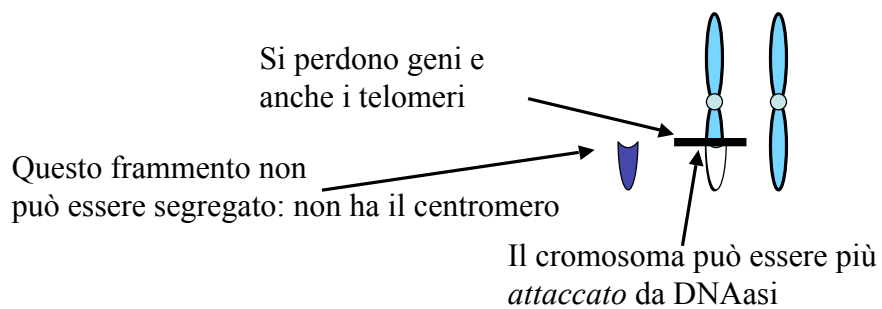 Si perdono geni e
anche i telomeri
Questo frammento non
può essere segregato: non ha il centromero
Il cromosoma può essere più
attaccato da DNAasi